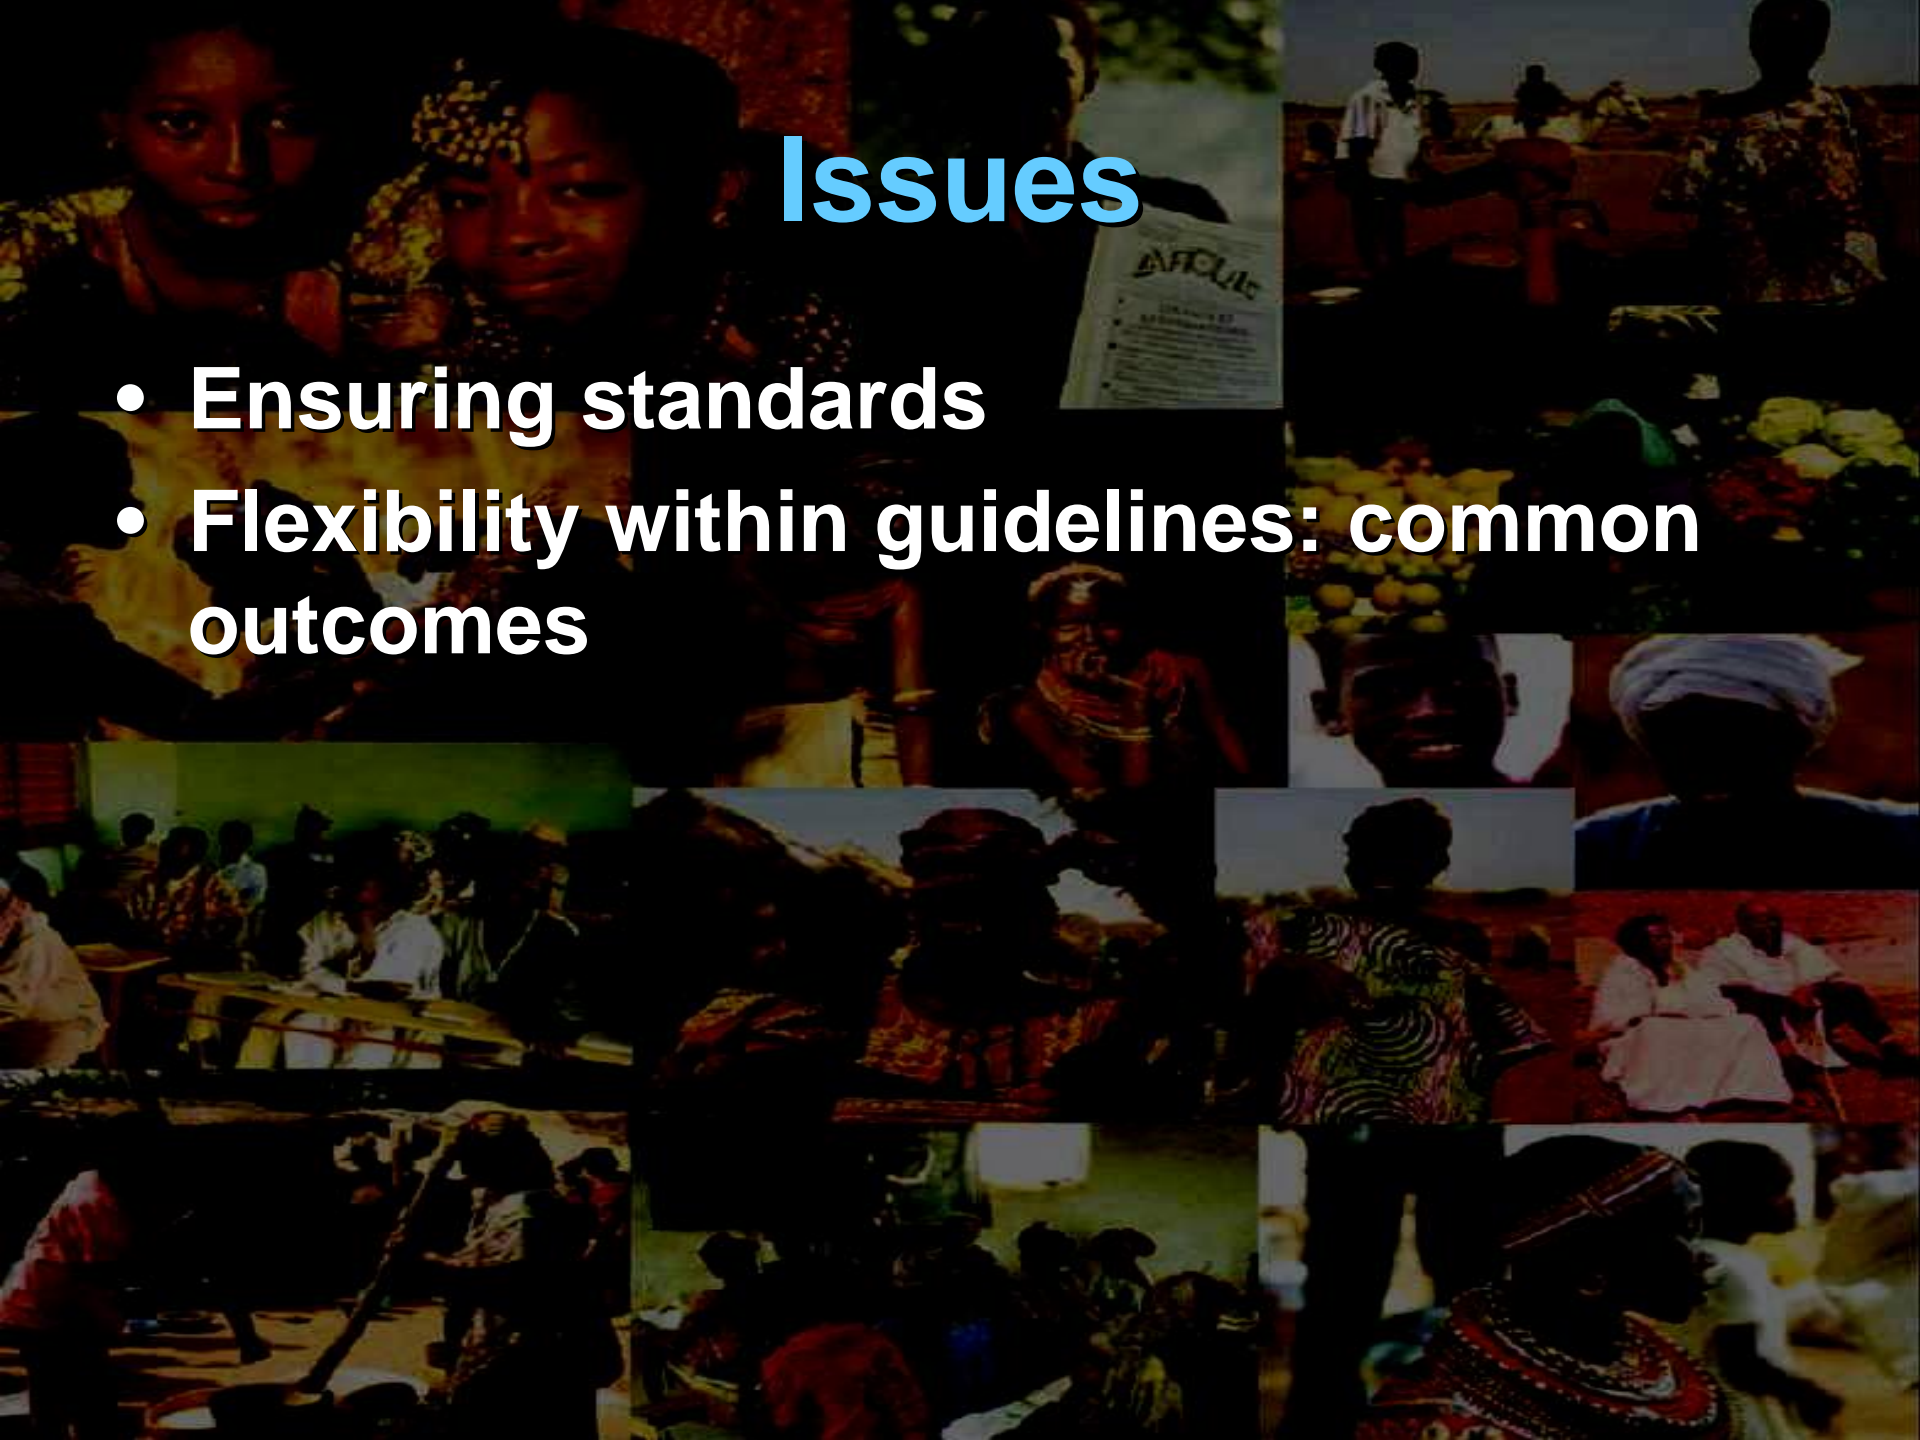 Issues
• Ensuring standards
• Flexibility within guidelines: common
outcomes